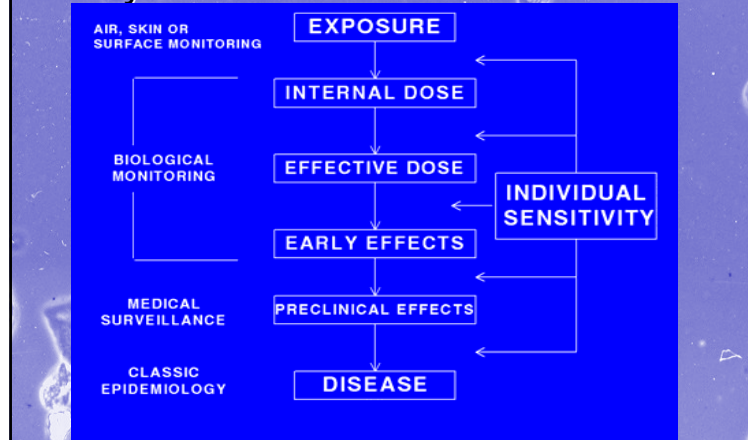 AIR, SKIN OR
SURFACE MONITORING
EXPOSURE
INTERNAL DOSE
BIOLOGICAL
MONITORING
EFFECTIVE DOSE
INDIVIDUAL
SENSITIVITY
EARLY EFFECTS
MEDICAL
SURVEILLANCE
PRECLINICAL EFFECTS
CLASSIC
EPIDEMIOLOGY
DISEASE